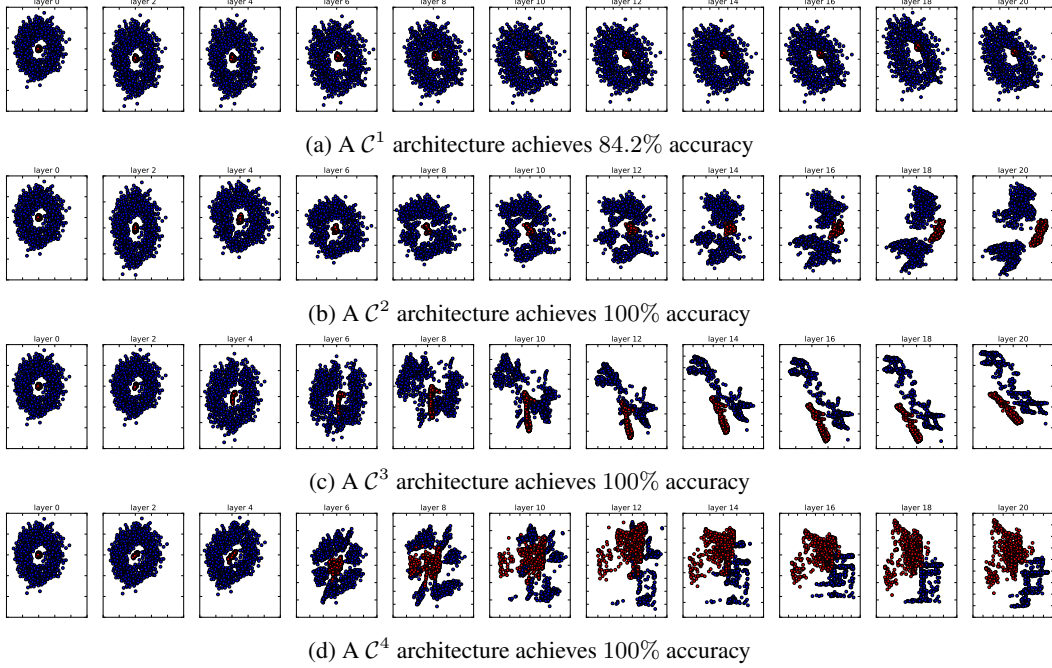 layer 0 layer 2 layer 4 layer 6 layer 8 layer 10 layer 12 layer 14 layer 16 layer 18 layer 20
(a) A C¹ architecture achieves 84.2% accuracy
layer 0 layer 2 layer 4 layer 6 layer 8 layer 10 layer 12 layer 14 layer 16 layer 18 layer 20
(b) A C² architecture achieves 100% accuracy
layer 0 layer 2 layer 4 layer 6 layer 8 layer 10 layer 12 layer 14 layer 16 layer 18 layer 20
(c) A C³ architecture achieves 100% accuracy
layer 0 layer 2 layer 4 layer 6 layer 8 layer 10 layer 12 layer 14 layer 16 layer 18 layer 20
(d) A C⁴ architecture achieves 100% accuracy